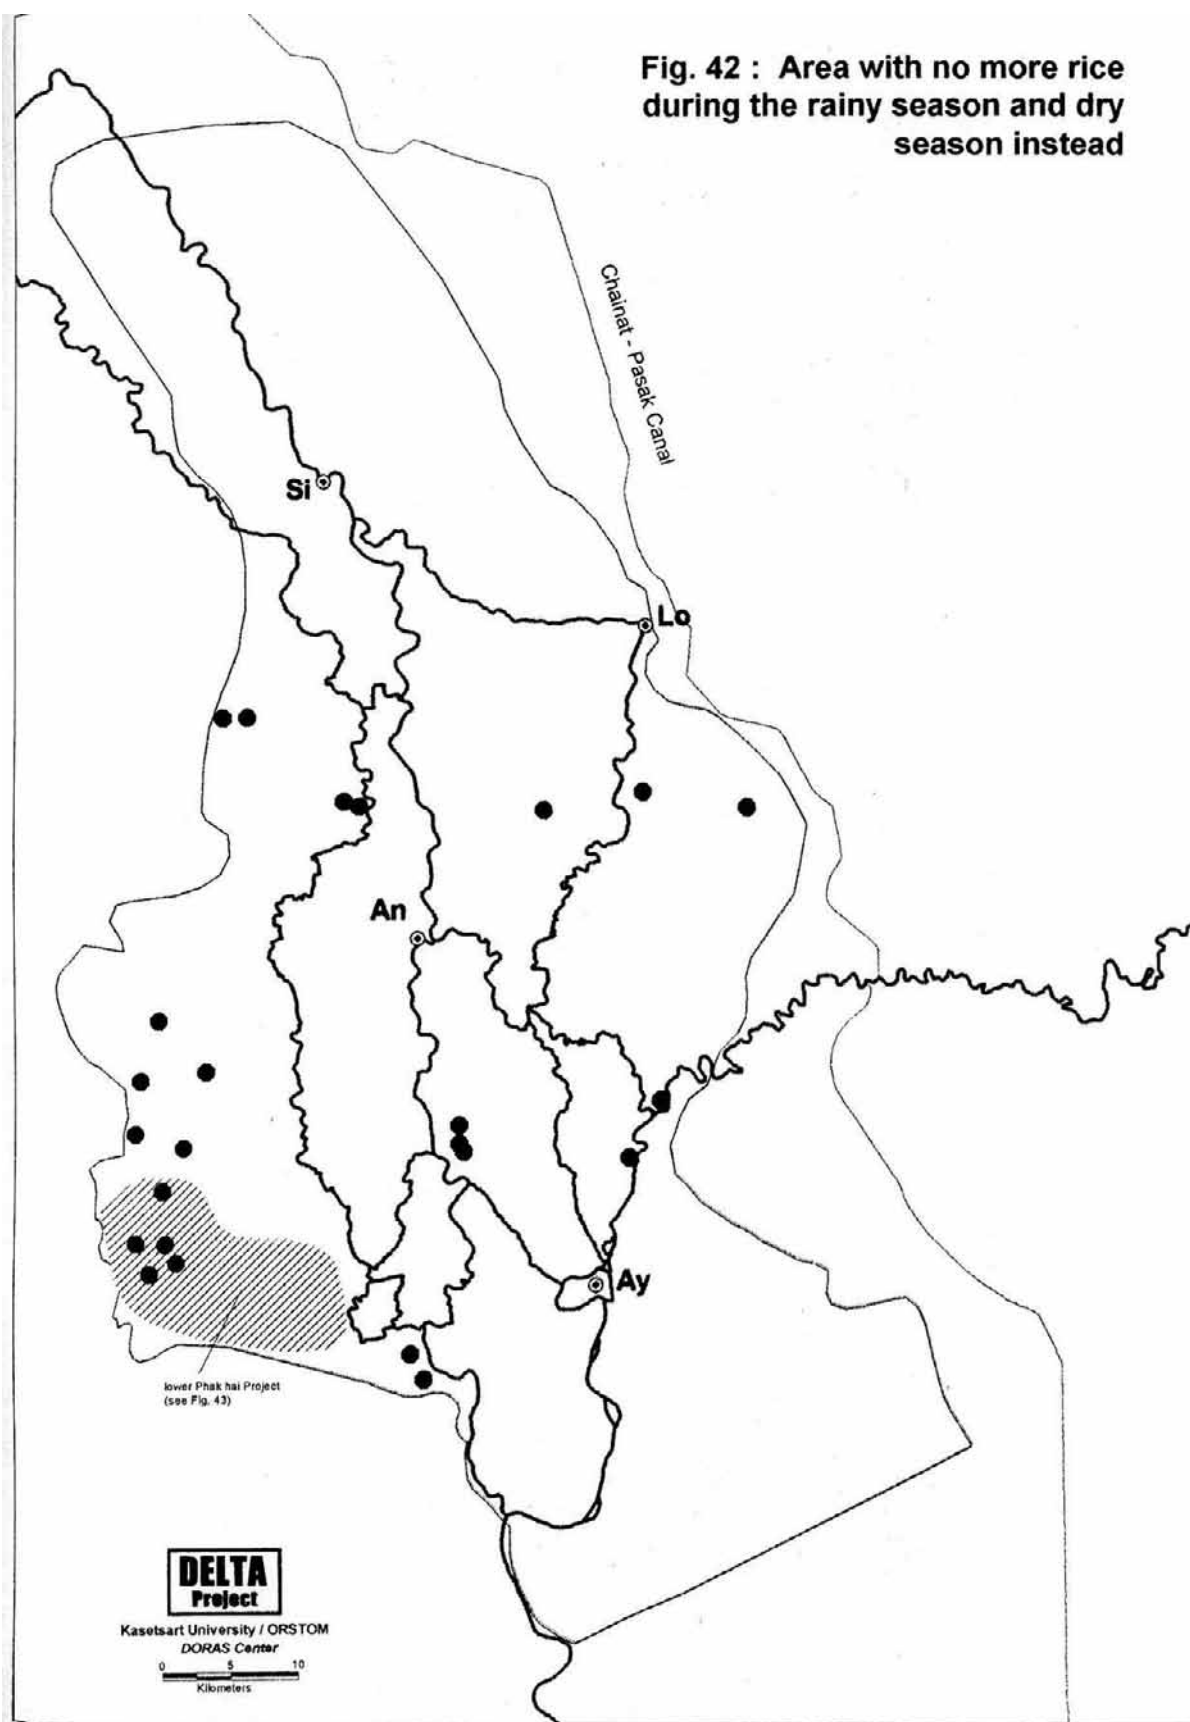 Fig. 42 : Area with no more rice
during the rainy season and dry
season instead
Chainat - Pasak Canal
Si
Lo
An
Ay
lower Phak hai Project
(see Fig. 43)
DELTA
Project
Kasetsart University / ORSTOM
DORAS Center
0 5 10
Kilometers